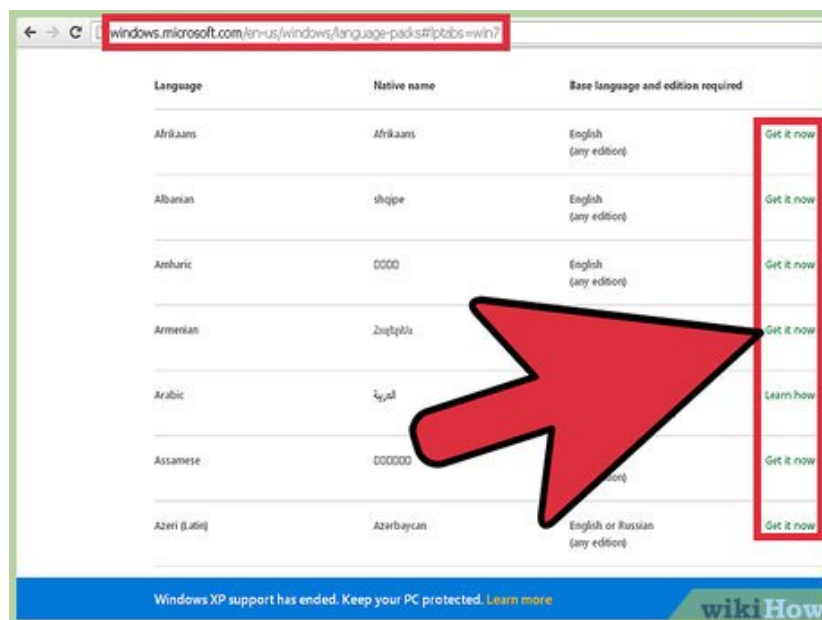 windows.microsoft.com/en-us/windows/language-packs#lptabs=win7
Language Native name Base language and edition required
Afrikaans Afrikaans English Get it now
(any edition)
Albanian shqipe English Get it now
(any edition)
Amharic English Get it now
(any edition)
Armenian Հայերեն Get it now
Arabic العربية Learn how
Assamese Get it now
Azeri (Latin) Azərbaycan English or Russian Get it now
(any edition)
Windows XP support has ended. Keep your PC protected. Learn more
wikiHow